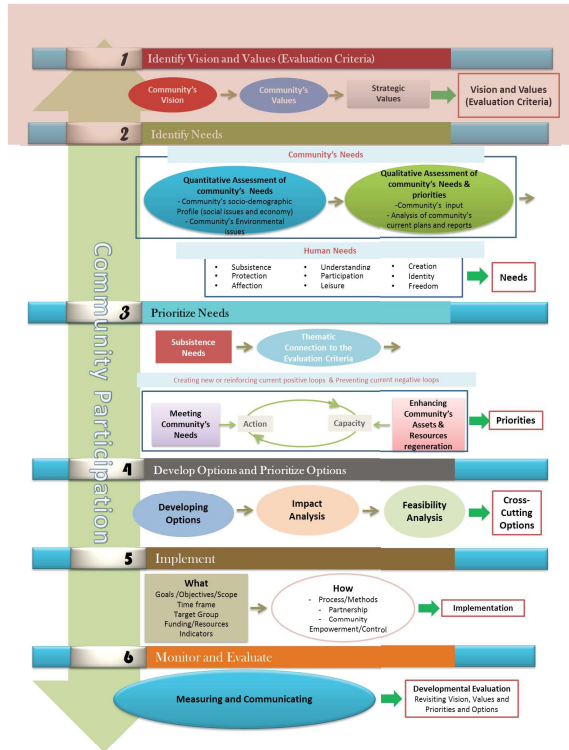 Community Participation
1 Identify Vision and Values (Evaluation Criteria)
Community's
Vision
Community's
Values
Strategic
Values
Vision and Values
(Evaluation Criteria)
2 Identify Needs
Community's Needs
Quantitative Assessment of
community's Needs
- Community's socio-demographic
Profile (social issues and economy)
- Community's Environmental
issues
Qualitative Assessment of
community's Needs &
priorities
-Community's input
- Analysis of community's
current plans and reports
Human Needs
• Subsistence
• Protection
• Affection
• Understanding
• Participation
• Leisure
• Creation
• Identity
• Freedom
Needs
3 Prioritize Needs
Subsistence
Needs
Thematic
Connection to the
Evaluation Criteria
Creating new or reinforcing current positive loops & Preventing current negative loops
Meeting
Community's
Needs
Action
Capacity
Enhancing
Community's
Assets &
Resources
regeneration
Priorities
4 Develop Options and Prioritize Options
Developing
Options
Impact
Analysis
Feasibility
Analysis
Cross-
Cutting
Options
5 Implement
What
Goals /Objectives/Scope
Time frame
Target Group
Funding/Resources
Indicators
How
- Process/Methods
- Partnership
- Community
Empowerment/Control
Implementation
6 Monitor and Evaluate
Measuring and Communicating
Developmental Evaluation
Revisiting Vision, Values and
Priorities and Options